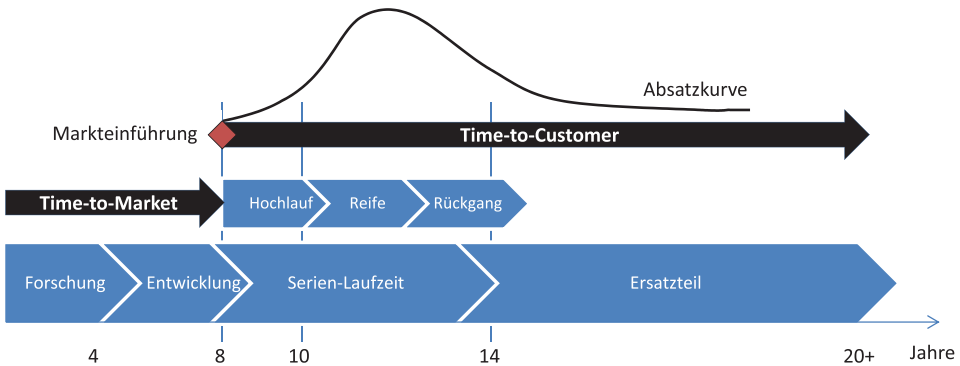 Absatzkurve
Markteinführung
Time-to-Customer
Time-to-Market
Hochlauf
Reife
Rückgang
Forschung
Entwicklung
Serien-Laufzeit
Ersatzteil
4
8
10
14
20+
Jahre